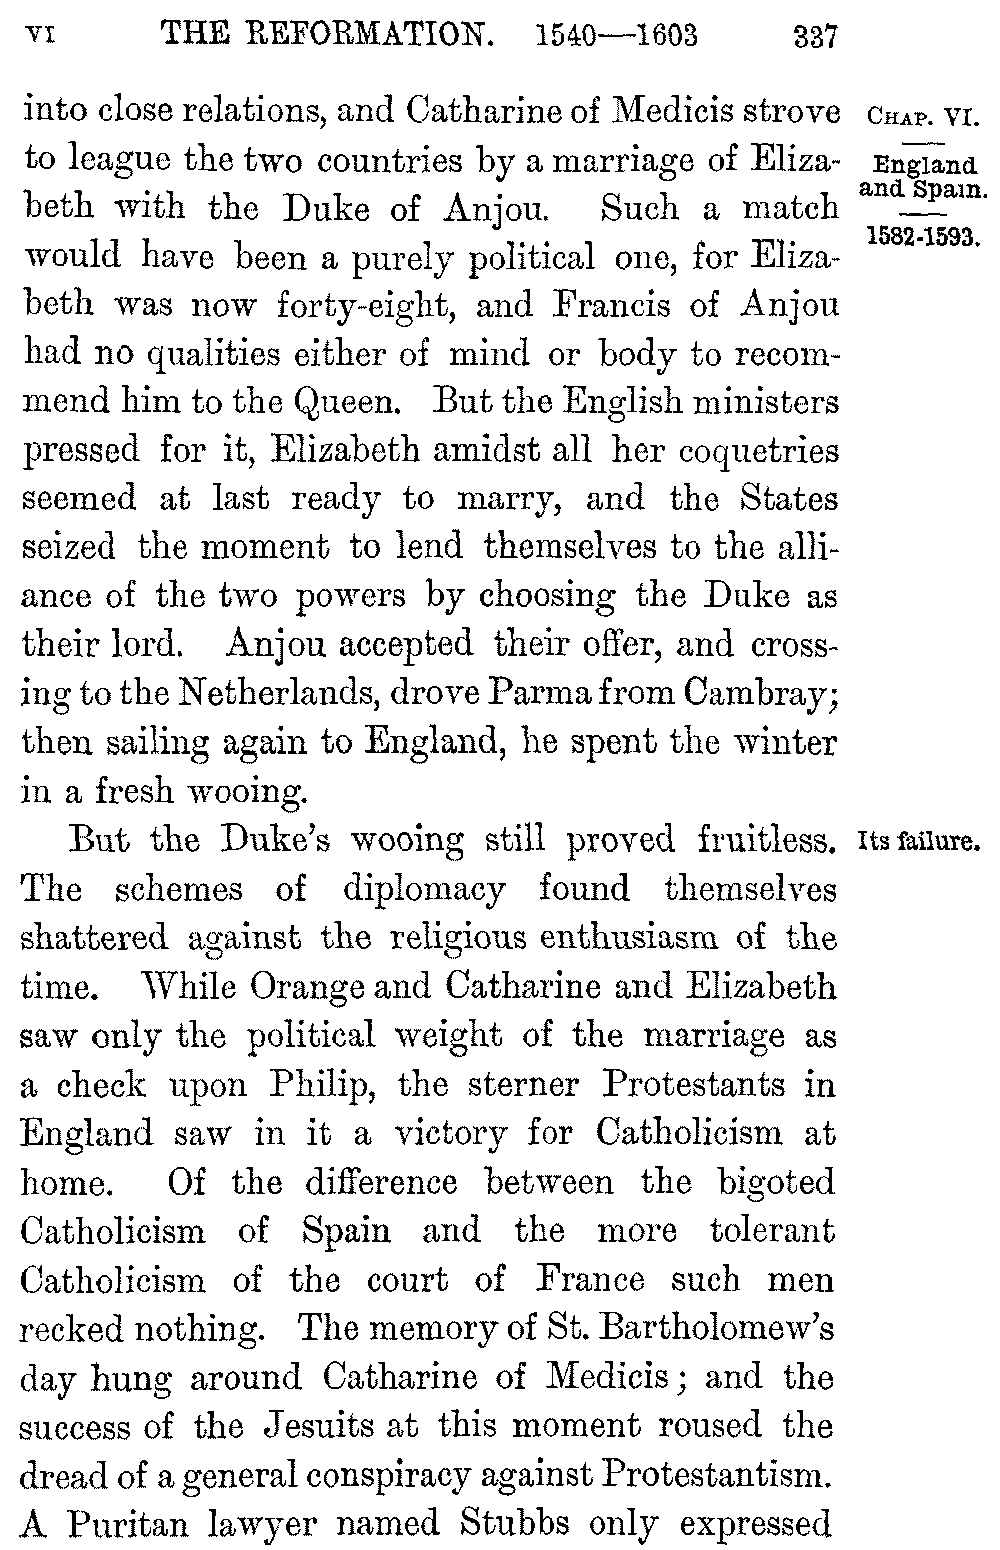 VI THE REFORMATION. 1540—1603 337
into close relations, and Catharine of Medicis strove
to league the two countries by a marriage of Eliza-
beth with the Duke of Anjou. Such a match
would have been a purely political one, for Eliza-
beth was now forty-eight, and Francis of Anjou
had no qualities either of mind or body to recom-
mend him to the Queen. But the English ministers
pressed for it, Elizabeth amidst all her coquetries
seemed at last ready to marry, and the States
seized the moment to lend themselves to the alli-
ance of the two powers by choosing the Duke as
their lord. Anjou accepted their offer, and cross-
ing to the Netherlands, drove Parma from Cambray;
then sailing again to England, he spent the winter
in a fresh wooing.
But the Duke's wooing still proved fruitless.
The schemes of diplomacy found themselves
shattered against the religious enthusiasm of the
time. While Orange and Catharine and Elizabeth
saw only the political weight of the marriage as
a check upon Philip, the sterner Protestants in
England saw in it a victory for Catholicism at
home. Of the difference between the bigoted
Catholicism of Spain and the more tolerant
Catholicism of the court of France such men
recked nothing. The memory of St. Bartholomew's
day hung around Catharine of Medicis; and the
success of the Jesuits at this moment roused the
dread of a general conspiracy against Protestantism.
A Puritan lawyer named Stubbs only expressed
CHAP. VI.
England
and Spain.
1582-1593.
Its failure.